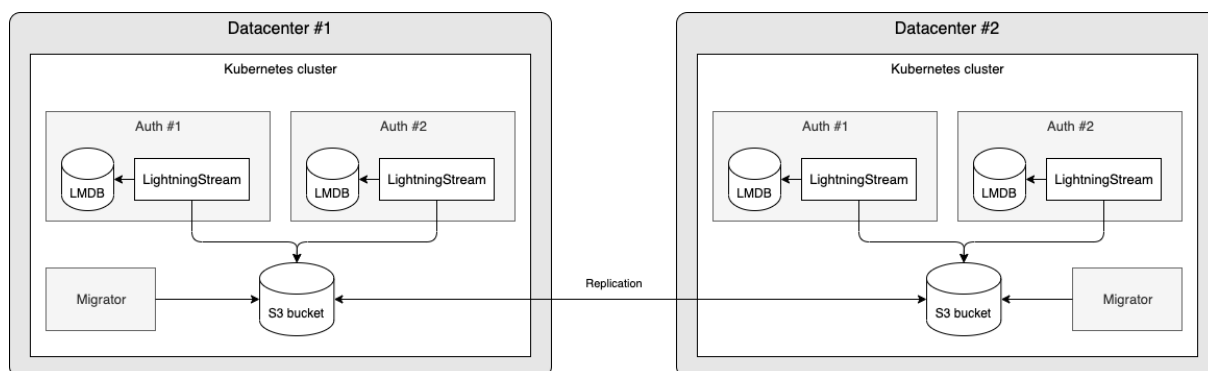 Datacenter #1
Kubernetes cluster
Auth #1
LMDB
LightningStream
Auth #2
LMDB
LightningStream
Migrator
S3 bucket
Replication
Datacenter #2
Kubernetes cluster
Auth #1
LMDB
LightningStream
Auth #2
LMDB
LightningStream
S3 bucket
Migrator